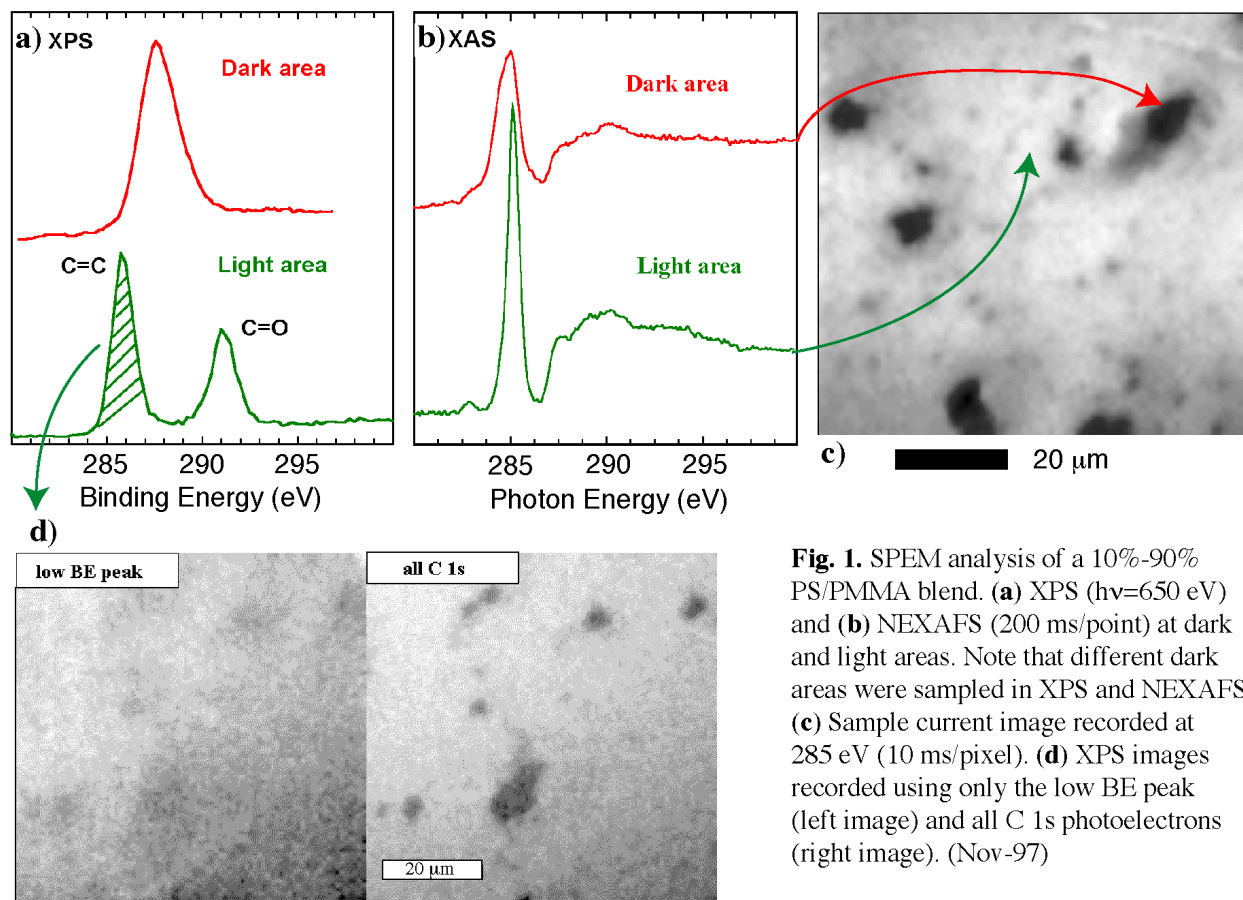 a) XPS
Dark area
C=C
Light area
C=O
285 290 295
Binding Energy (eV)
b) XAS
Dark area
Light area
285 290 295
Photon Energy (eV)
c)
20 μm
d)
low BE peak
all C 1s
20 μm
Fig. 1. SPEM analysis of a 10%-90%
PS/PMMA blend. (a) XPS (hν=650 eV)
and (b) NEXAFS (200 ms/point) at dark
and light areas. Note that different dark
areas were sampled in XPS and NEXAFS
(c) Sample current image recorded at
285 eV (10 ms/pixel). (d) XPS images
recorded using only the low BE peak
(left image) and all C 1s photoelectrons
(right image). (Nov-97)